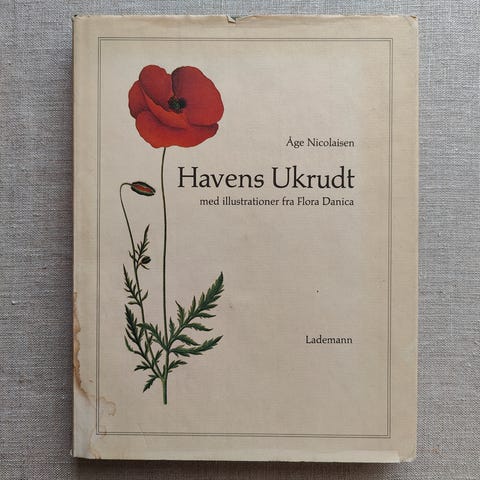 Åge Nicolaisen
Havens Ukrudt
med illustrationer fra Flora Danica
Lademann